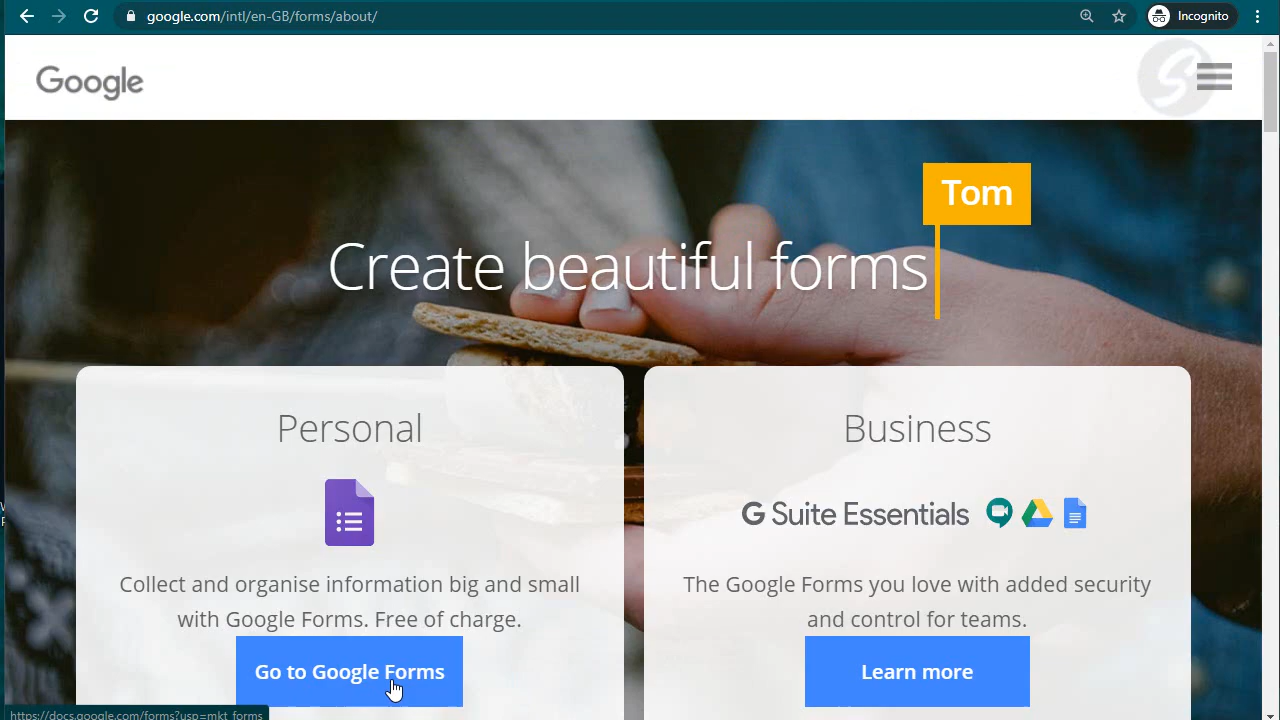 google.com/intl/en-GB/forms/about/
Incognito
Google
S
Tom
Create beautiful forms
Personal
Collect and organise information big and small
with Google Forms. Free of charge.
Go to Google Forms
Business
G Suite Essentials
The Google Forms you love with added security
and control for teams.
Learn more
https://docs.google.com/forms?usp=mkt_forms